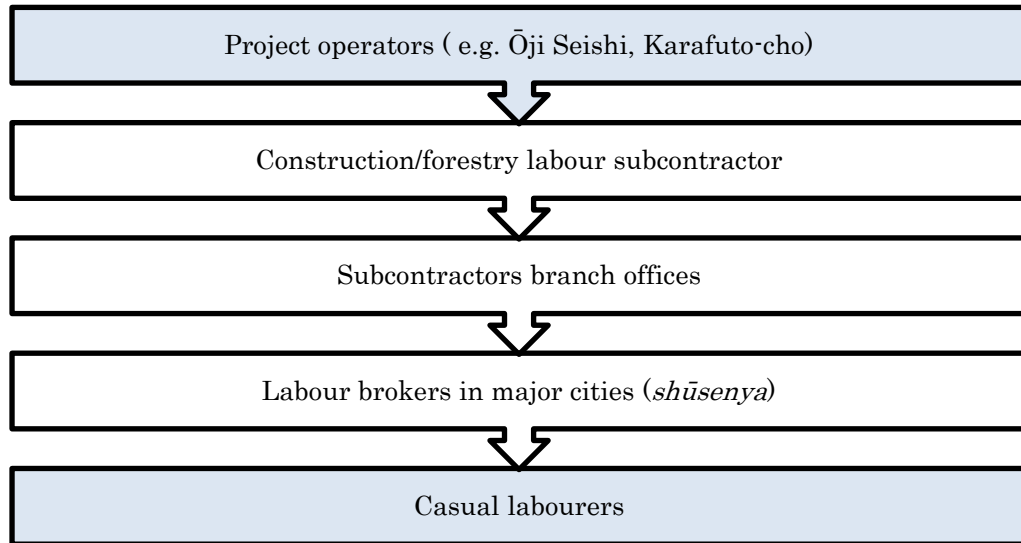 Project operators ( e.g. Ōji Seishi, Karafuto-cho)
Construction/forestry labour subcontractor
Subcontractors branch offices
Labour brokers in major cities (shūsenya)
Casual labourers